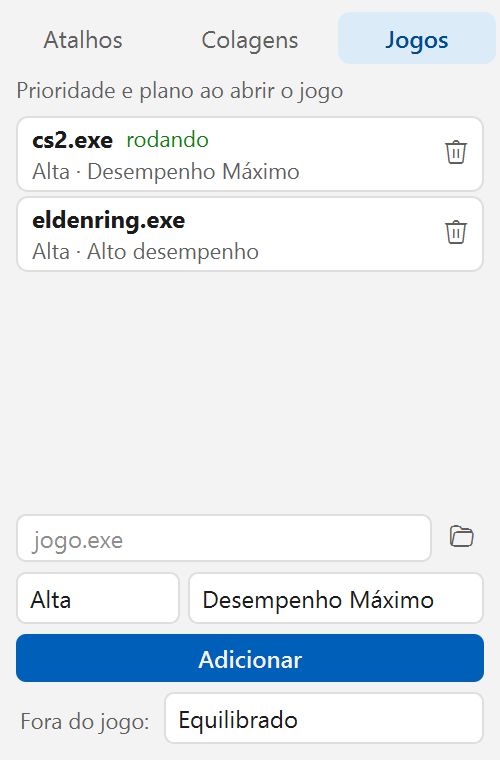 Atalhos Colagens Jogos
Prioridade e plano ao abrir o jogo
cs2.exe rodando
Alta · Desempenho Máximo
eldenring.exe
Alta · Alto desempenho
jogo.exe
Alta Desempenho Máximo
Adicionar
Fora do jogo: Equilibrado